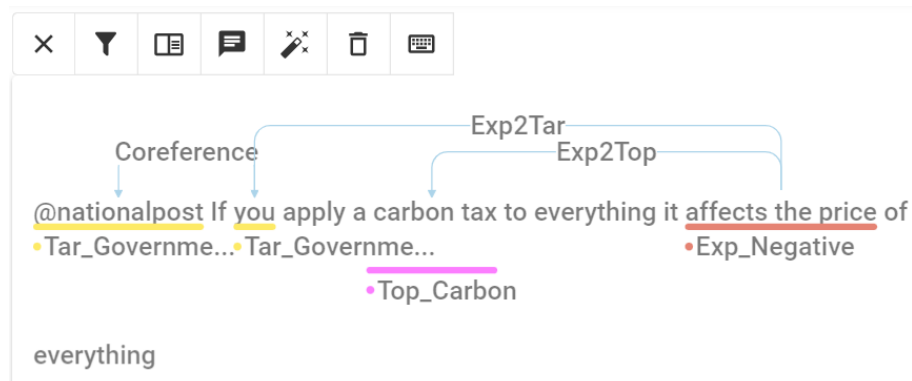 Exp2Tar
Coreference
Exp2Top
@nationalpost If you apply a carbon tax to everything it affects the price of
Tar_Governme... Tar_Governme... Exp_Negative
Top_Carbon
everything